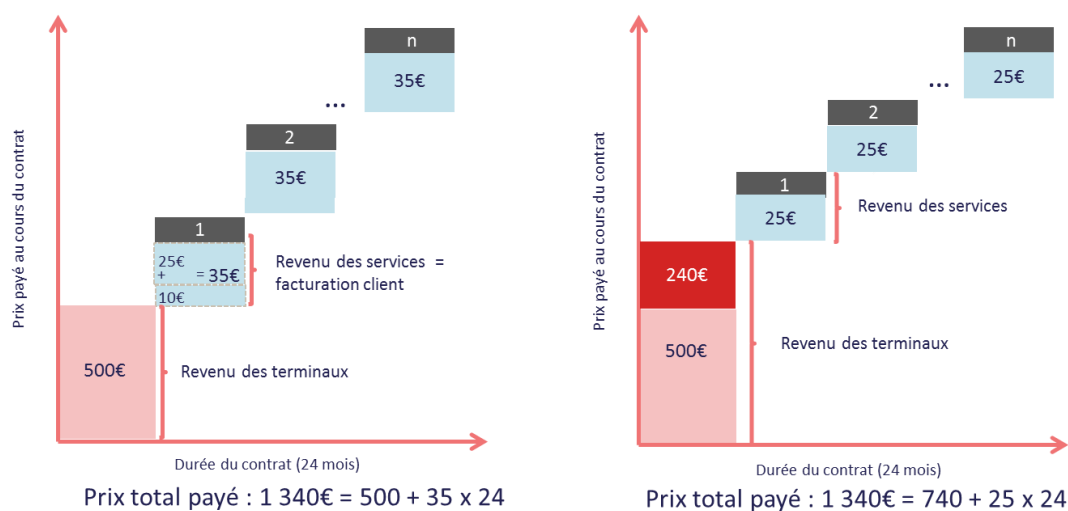 n
35€
...
2
35€
1
25€
+
= 35€
10€
Revenu des services =
facturation client
500€
Revenu des terminaux
Prix payé au cours du contrat
Durée du contrat (24 mois)
Prix total payé : 1 340€ = 500 + 35 x 24
n
25€
...
2
25€
1
25€
Revenu des services
240€
500€
Revenu des terminaux
Prix payé au cours du contrat
Durée du contrat (24 mois)
Prix total payé : 1 340€ = 740 + 25 x 24